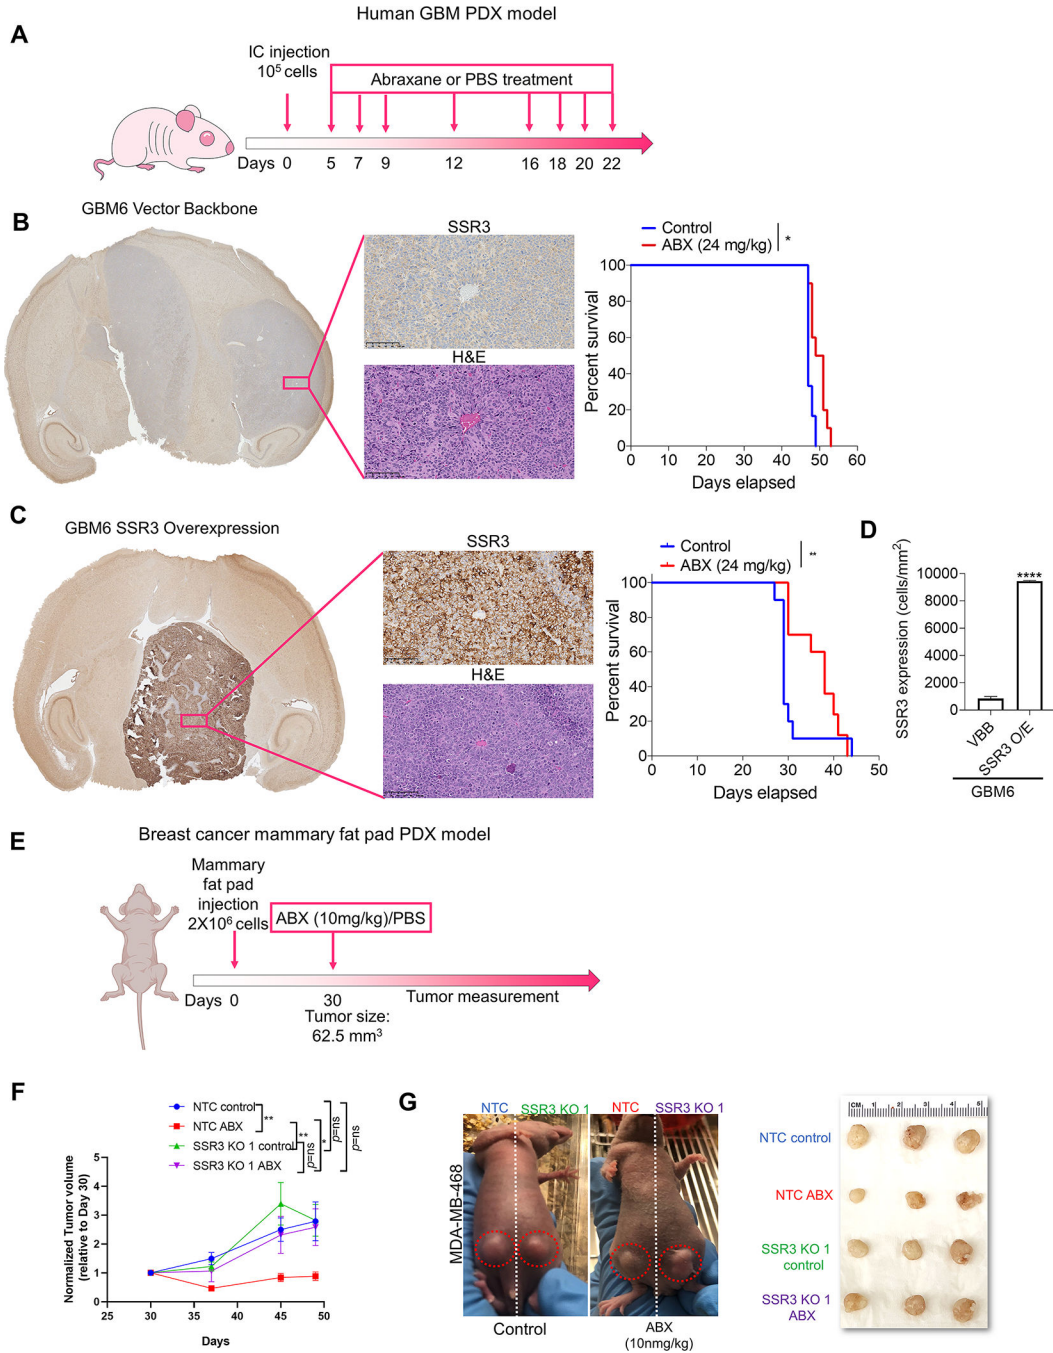 Human GBM PDX model
A
IC injection
10⁵ cells
Abraxane or PBS treatment
Days 0 5 7 9 12 16 18 20 22
B
GBM6 Vector Backbone
SSR3
H&E
Control
ABX (24 mg/kg)
*
Percent survival
100
80
60
40
20
0
0 10 20 30 40 50 60
Days elapsed
C
GBM6 SSR3 Overexpression
SSR3
H&E
Control
ABX (24 mg/kg)
**
Percent survival
100
80
60
40
20
0
0 10 20 30 40 50
Days elapsed
D
SSR3 expression (cells/mm²)
10000
8000
6000
4000
2000
0
****
VBB
SSR3 O/E
GBM6
E
Breast cancer mammary fat pad PDX model
Mammary
fat pad
injection
2X10⁶ cells
ABX (10mg/kg)/PBS
Days 0 30
Tumor measurement
Tumor size:
62.5 mm³
F
NTC control
NTC ABX
SSR3 KO 1 control
SSR3 KO 1 ABX
**
**
p=ns
*
p=ns
p=ns
Normalized Tumor volume
(relative to Day 30)
5
4
3
2
1
0
25 30 35 40 45 50
Days
G
NTC SSR3 KO 1
NTC SSR3 KO 1
MDA-MB-468
Control
ABX
(10nmg/kg)
CM 1 2 3 4 5
NTC control
NTC ABX
SSR3 KO 1
control
SSR3 KO 1
ABX